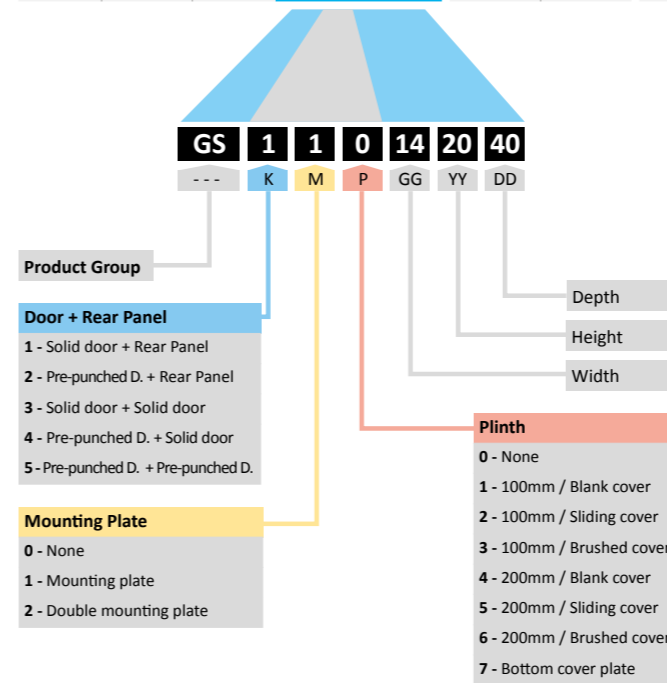 GS 1 1 0 14 20 40
--- K M P GG YY DD
Product Group
Depth
Height
Width
Door + Rear Panel
1 - Solid door + Rear Panel
2 - Pre-punched D. + Rear Panel
3 - Solid door + Solid door
4 - Pre-punched D. + Solid door
5 - Pre-punched D. + Pre-punched D.
Mounting Plate
0 - None
1 - Mounting plate
2 - Double mounting plate
Plinth
0 - None
1 - 100mm / Blank cover
2 - 100mm / Sliding cover
3 - 100mm / Brushed cover
4 - 200mm / Blank cover
5 - 200mm / Sliding cover
6 - 200mm / Brushed cover
7 - Bottom cover plate